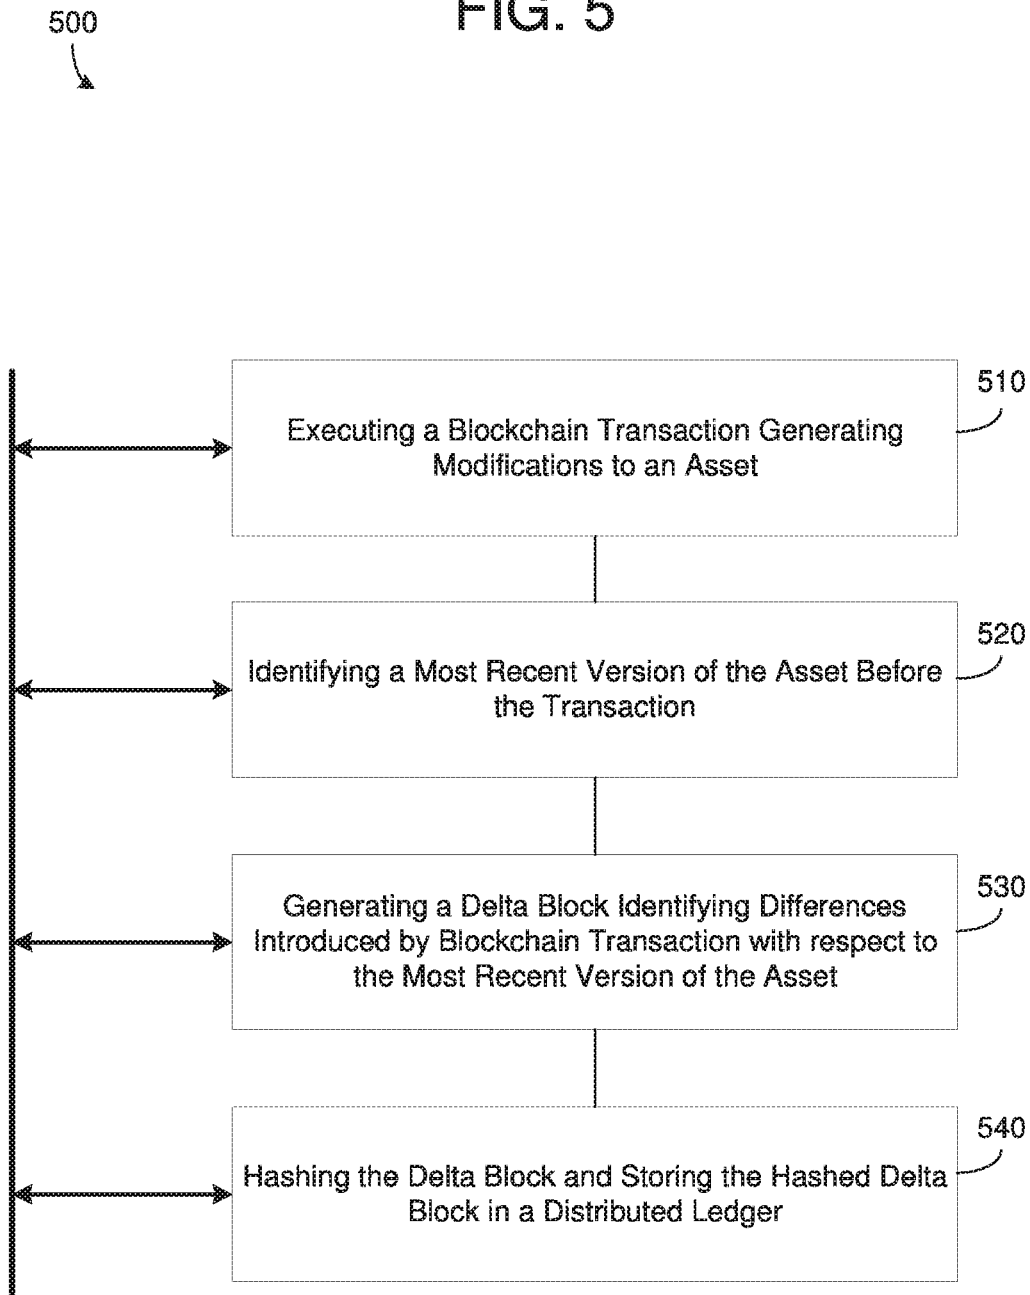 500
FIG. 5
510
Executing a Blockchain Transaction Generating
Modifications to an Asset
520
Identifying a Most Recent Version of the Asset Before
the Transaction
530
Generating a Delta Block Identifying Differences
Introduced by Blockchain Transaction with respect to
the Most Recent Version of the Asset
540
Hashing the Delta Block and Storing the Hashed Delta
Block in a Distributed Ledger